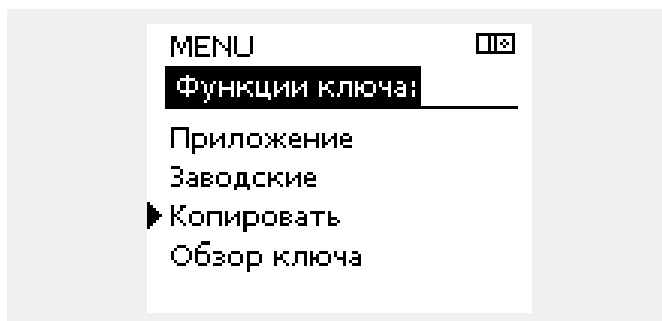 MENU
Функции ключа:
Приложение
Заводские
Копировать
Обзор ключа